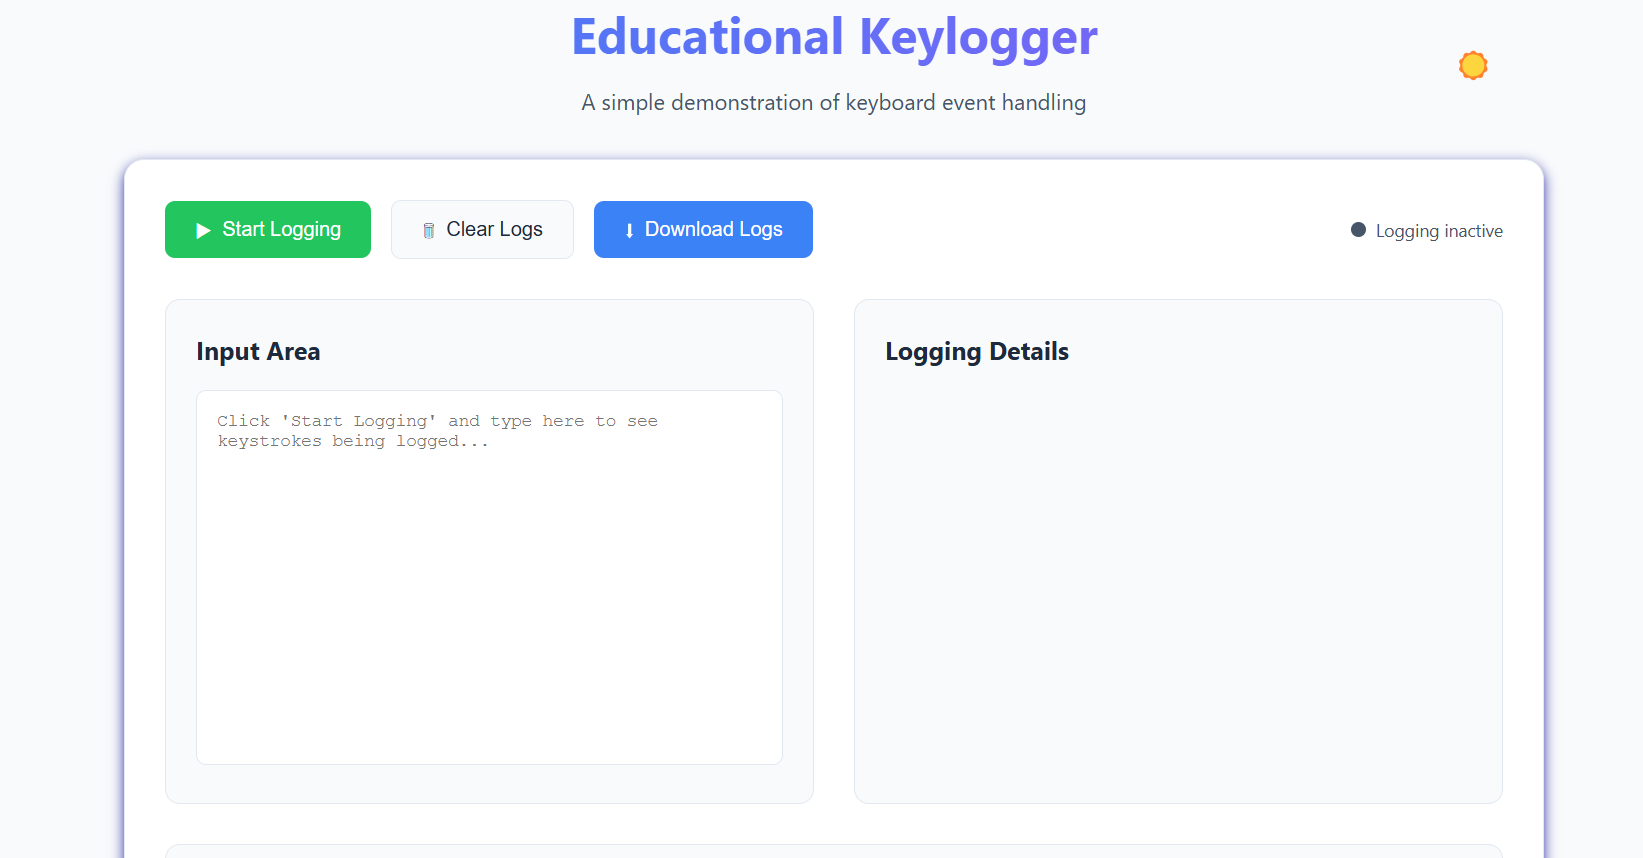 Educational Keylogger
A simple demonstration of keyboard event handling
Start Logging
Clear Logs
Download Logs
Logging inactive
Input Area
Click 'Start Logging' and type here to see
keystrokes being logged...
Logging Details